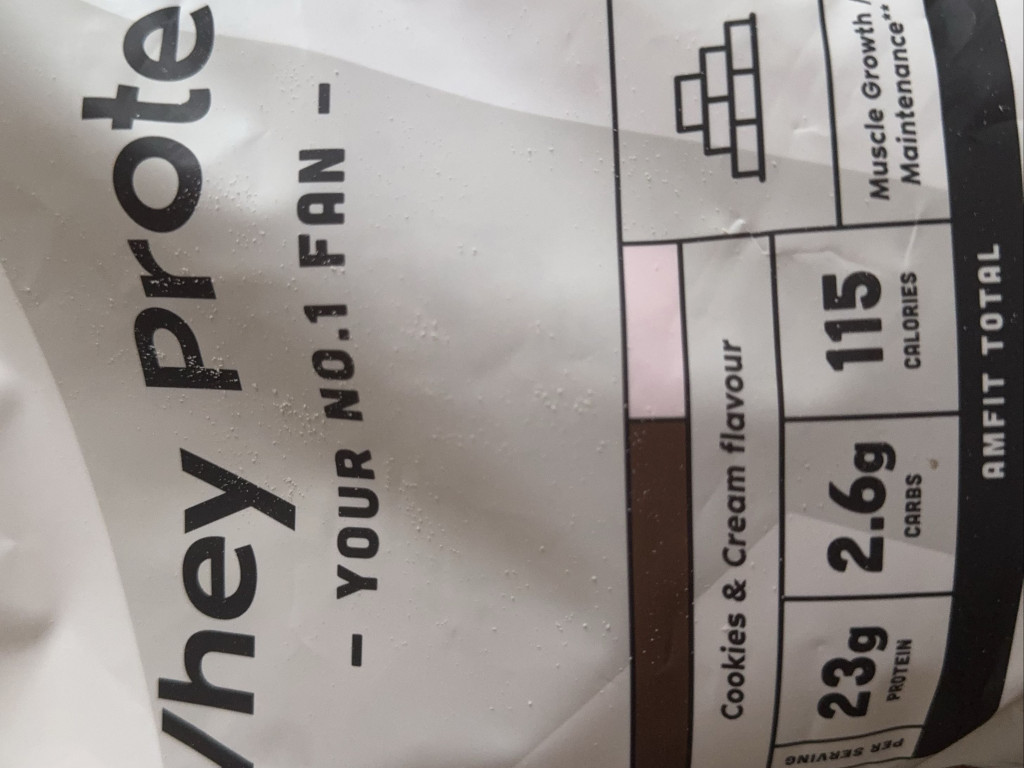 Whey Prote
- YOUR NO.1 FAN -
Cookies & Cream flavour
PER SERVING
23g
PROTEIN
2.6g
CARBS
115
CALORIES
Muscle Growth /
Maintenance**
AMFIT TOTAL